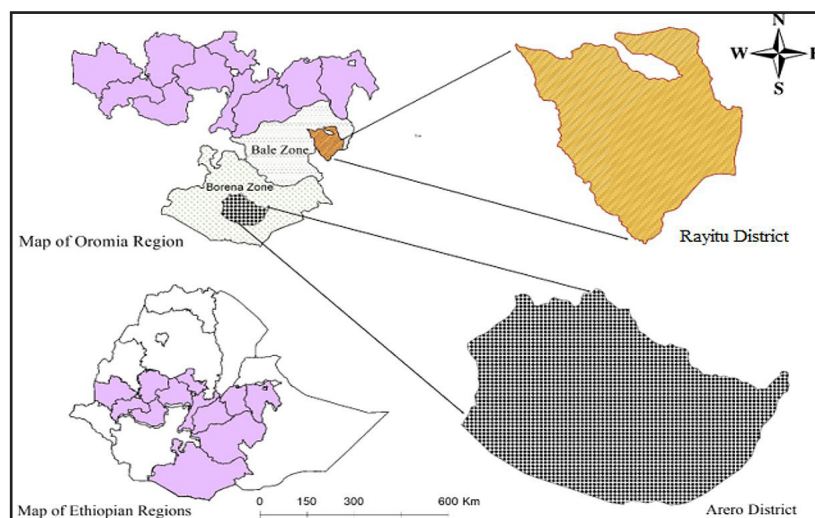 N
W E
S
Bale Zone
Borena Zone
Map of Oromia Region
Rayitu District
Map of Ethiopian Regions
0 150 300 600 Km
Arero District